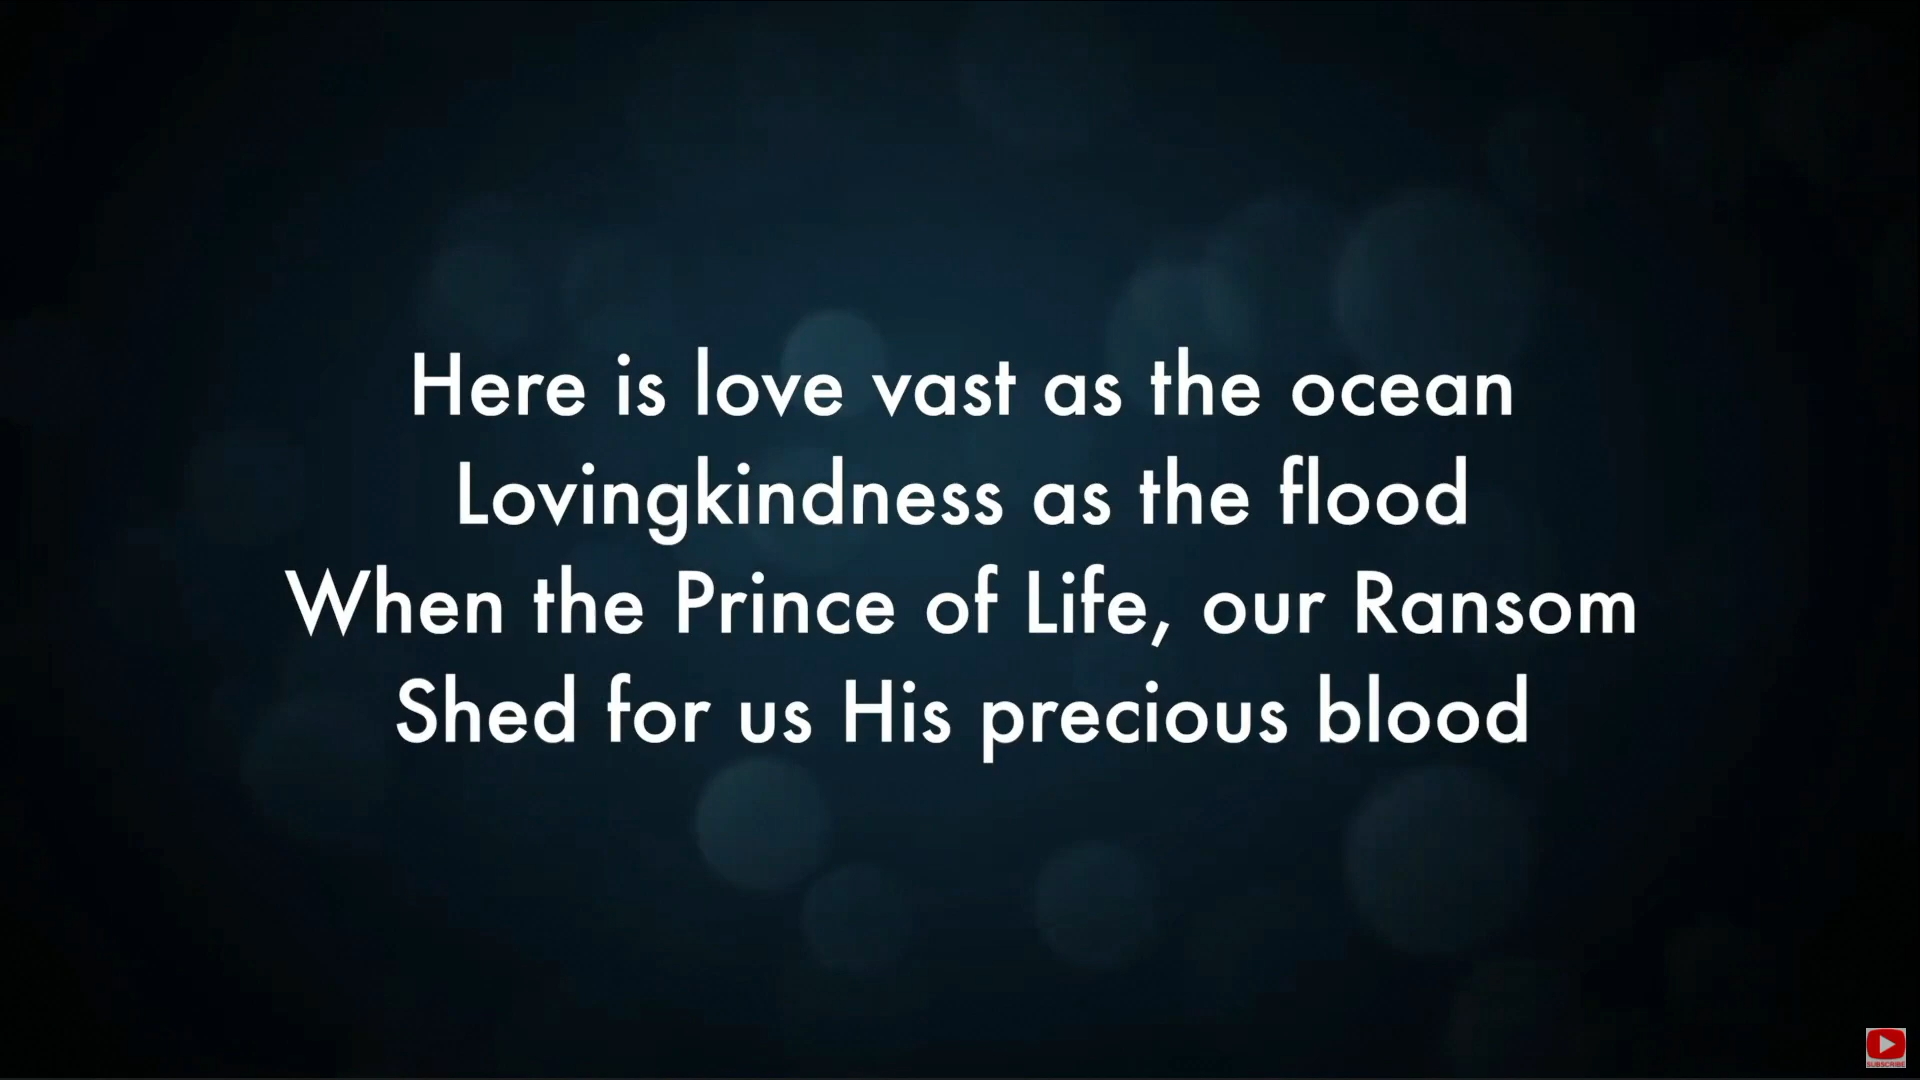 Here is love vast as the ocean
Lovingkindness as the flood
When the Prince of Life, our Ransom
Shed for us His precious blood
SUBSCRIBE